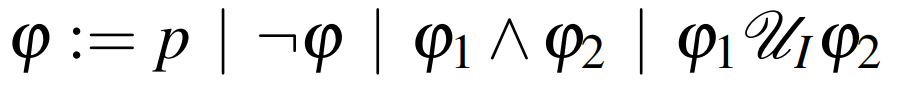 φ := p | ¬φ | φ₁ ∧ φ₂ | φ₁ 𝒰_I φ₂